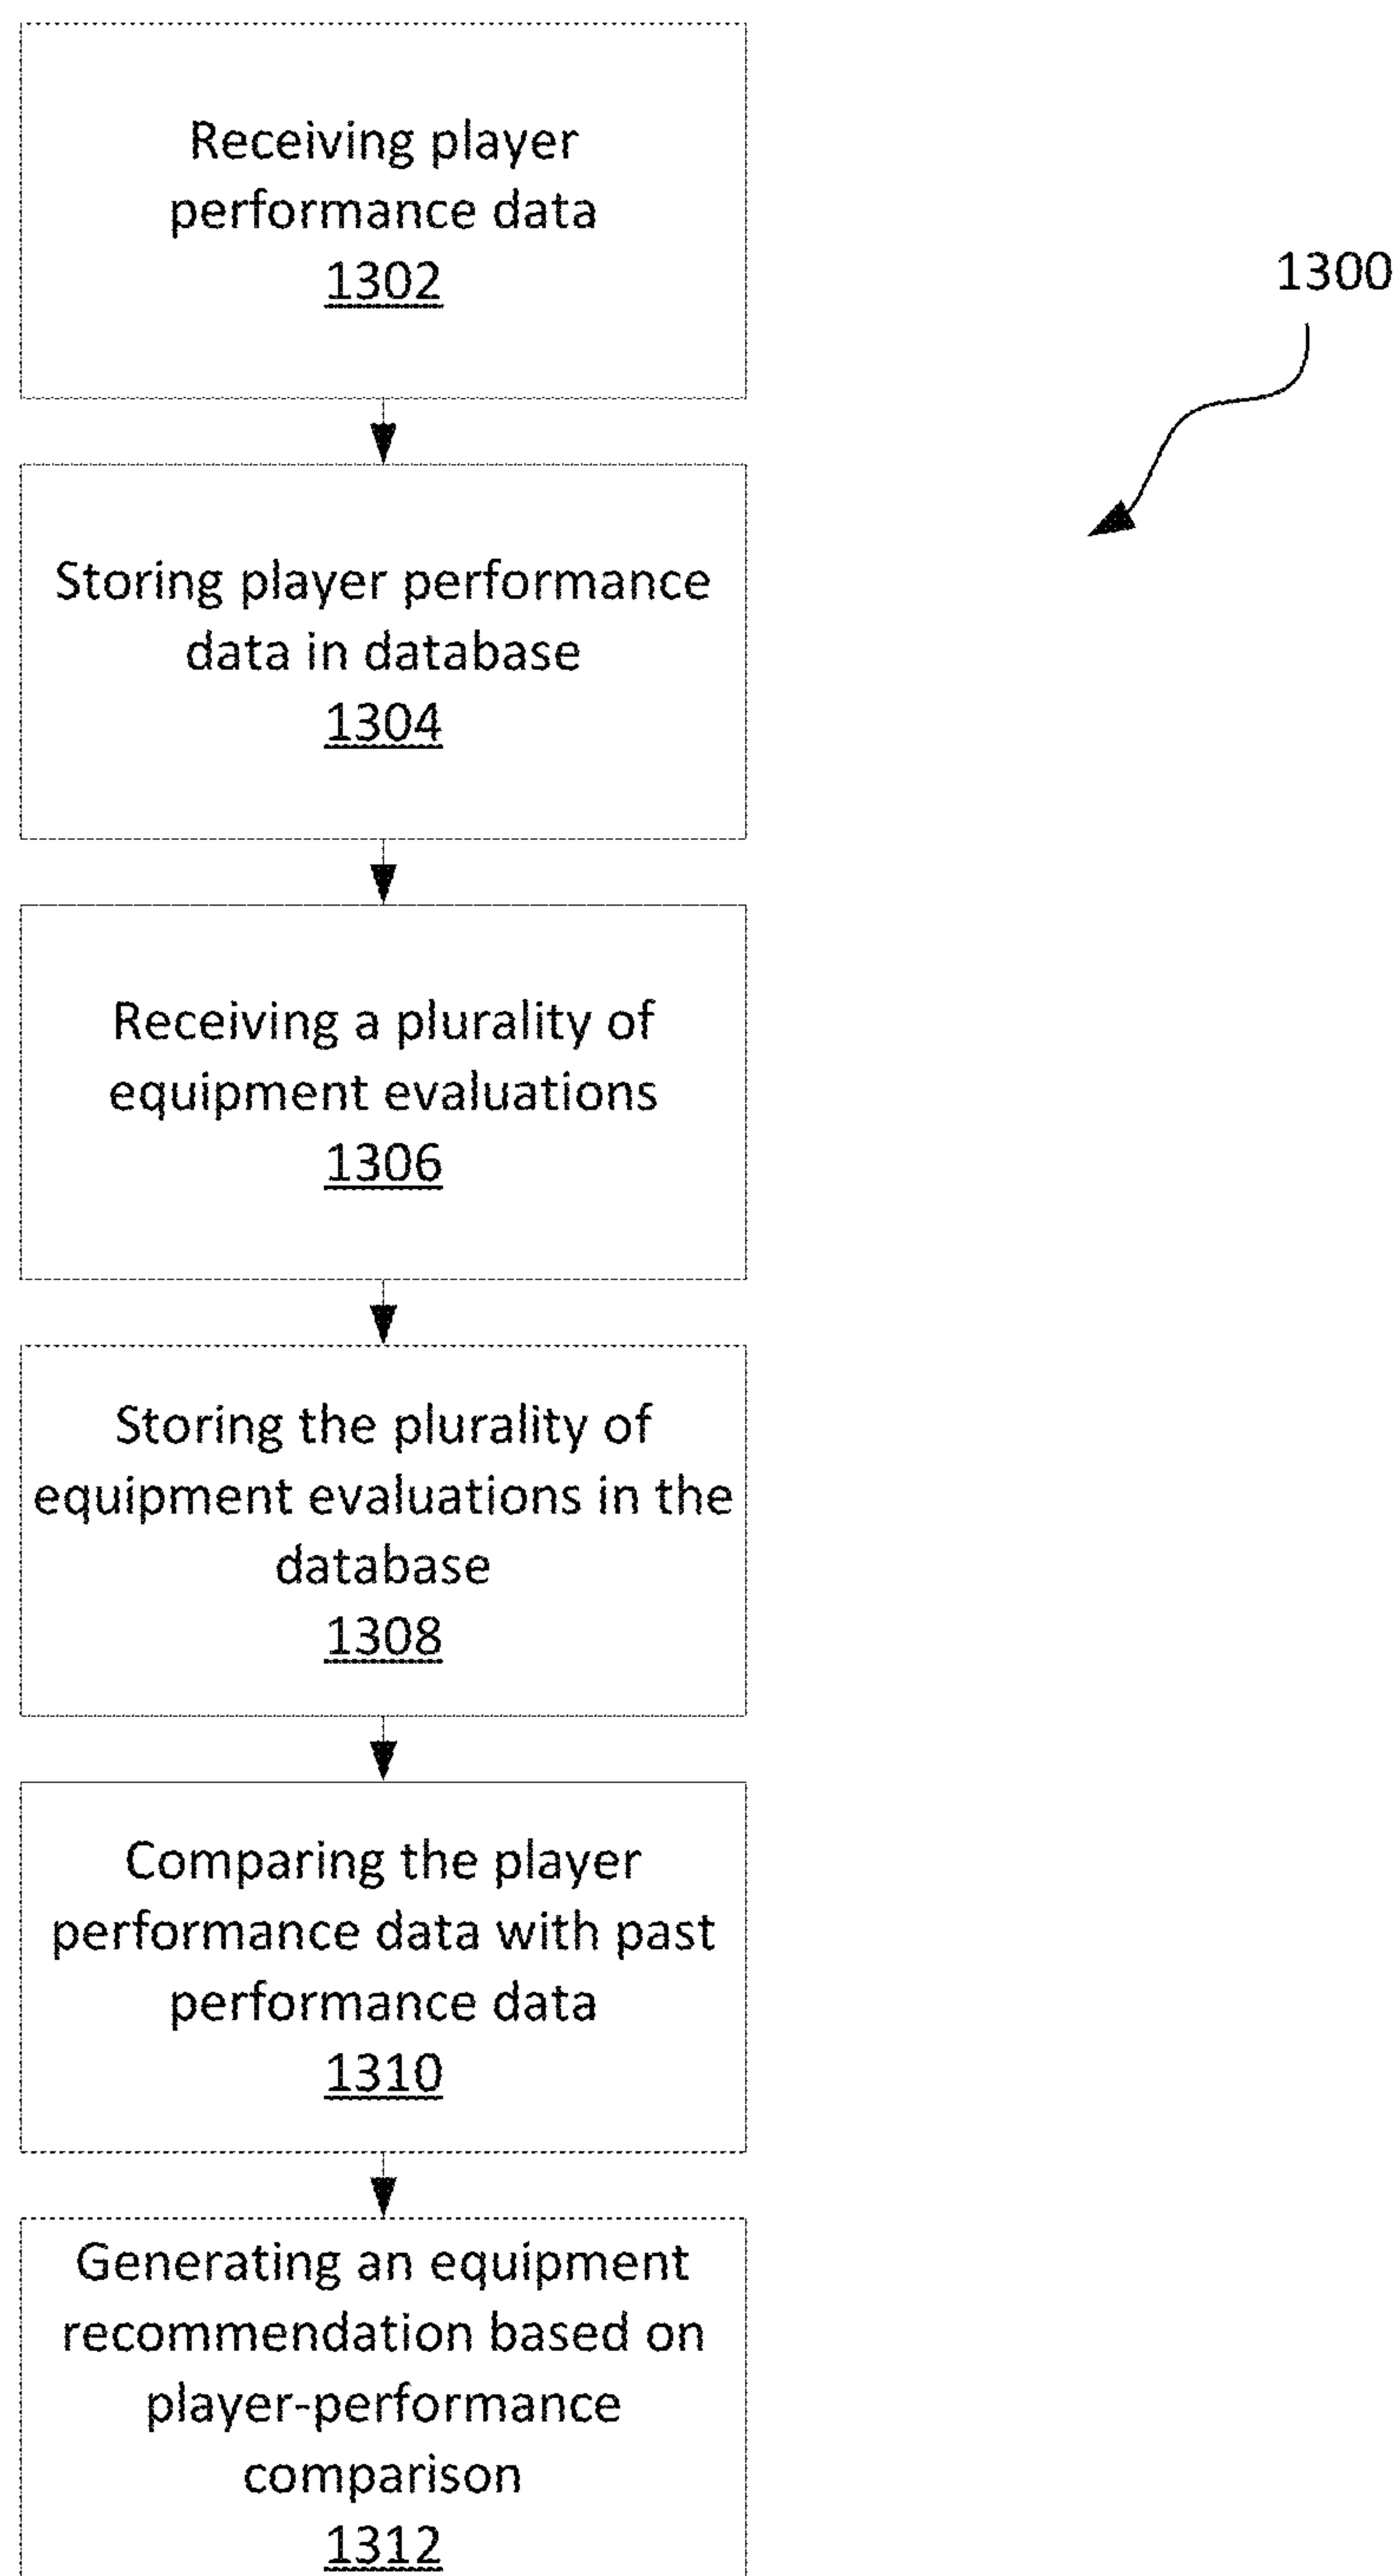 Receiving player
performance data
1302
1300
Storing player performance
data in database
1304
Receiving a plurality of
equipment evaluations
1306
Storing the plurality of
equipment evaluations in the
database
1308
Comparing the player
performance data with past
performance data
1310
Generating an equipment
recommendation based on
player-performance
comparison
1312